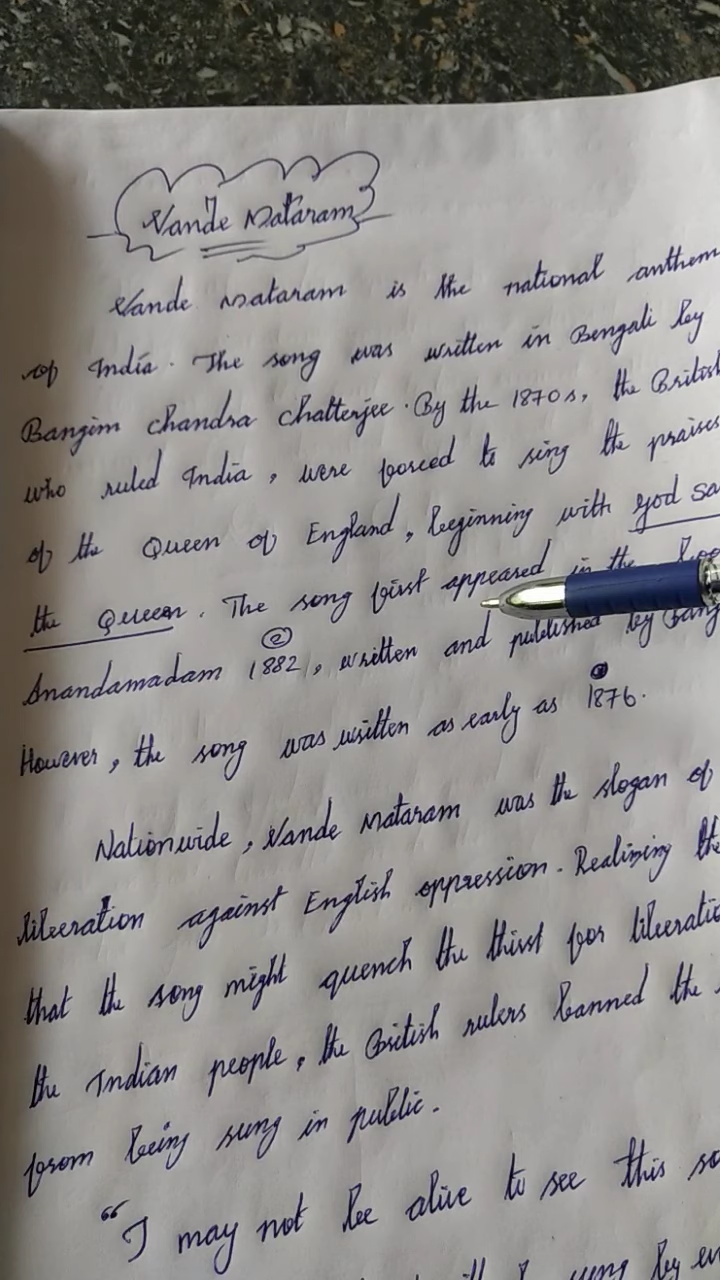 Vande Mataram
Vande Mataram is the national anthem
of India. The song was written in Bengali by
Bangim chandra chatterjee. By the 1870s, the British
who ruled India, were forced to sing the praises
of the Queen of England, beginning with God
the Queen. The song first appeared in the
Anandamadam 1882, written and published by
However, the song was written as early as 1876.
Nationwide, Vande Mataram was the slogan of
liberation against English oppression. Realizing
that the song might quench the thirst for
the Indian people, the British rulers banned the
from being sung in public.
"I may not be alive to see this